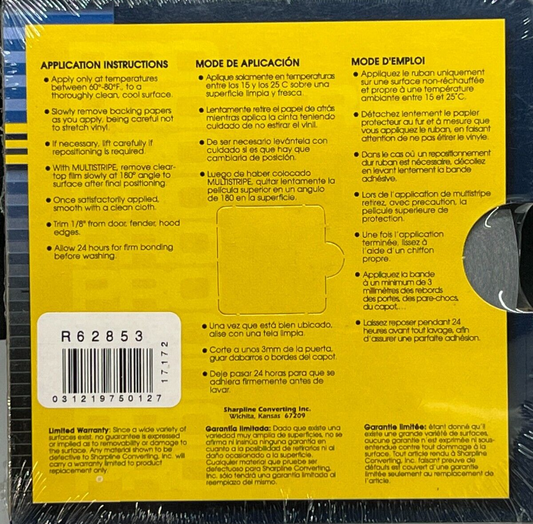 APPLICATION INSTRUCTIONS
• Apply only at temperatures
between 60°-80°F., to a
thoroughly clean, cool surface.
• Slowly remove backing papers
as you apply, being careful not
to stretch vinyl.
• If necessary, lift carefully if
repositioning is required.
• With MULTISTRIPE, remove clear-
top film slowly at 180° angle to
surface after final positioning.
• Once satisfactorily applied,
smooth with a clean cloth.
• Trim 1/8" from door, fender, hood
edges.
• Allow 24 hours for firm bonding
before washing.
R62853
17172
031219750127
Limited Warranty: Since a wide variety of
surfaces exist, no guarantee is expressed
or implied as to removability or damage to
the surface. Any material shown to be
defective to Sharpline Converting, Inc. will
carry a warranty limited to product
replacement only.
MODE DE APLICACIÓN
• Aplique solamente en temperaturas
entre los 15 y los 25 C sobre una
superficie limpia y fresca.
• Lentamente retire el papel de atrás
mientras aplica la cinta teniendo
cuidado de no estirar el vinil.
• De ser necesario levántela con
cuidado si es que hay que
cambiarla de posición.
• Luego de haber colocado
MULTISTRIPE, quitar lentamente la
película superior en un ángulo
de 180 en la superficie.
• Una vez que está bien ubicado,
alise con una tela limpia.
• Corte a unos 3mm de la puerta,
guar dabarros o bordes del capot.
• Deje pasar 24 horas para que se
adhiera firmemente antes de
lavar.
Sharpline Converting Inc.
Wichita, Kansas 67209
Garantía limitada: Dado que existe una
variedad muy amplia de superficies, no se
afirma ni insinúa ninguna garantía en
cuanto a la posibilidad de retirarlos ni al
daño ocasionado a la superficie.
Cualquier material que pruebe ser
defectuoso para Sharpline Converting,
Inc. sólo tendrá una garantía limitada al
reemplazo del mismo.
MODE D'EMPLOI
• Appliquez le ruban uniquement
sur une surface non-réchauffée
et propre à une température
ambiante entre 15 et 25°C.
• Détachez lentement le papier
protecteur au fur et à mesure que
vous appliquez le ruban, en faisant
attention de ne pas étirer le vinyle.
• Dans le cas où un repositionnement
dur ruban est nécessaire, décollez
en levant lentement la bande
adhésive.
• Lors de l'application de multistripe
retirez, avec precaution, la
pellicule superieure de
protection.
• Une fois l'application
terminée, lissez à
l'aide d'un chiffon
propre.
• Appliquez la bande
à un minimum de 3
millimètres des rebords
des portes, des pare-chocs,
du capot,...
• Laissez reposer pendant 24
heures avant tout lavage, afin
d'assurer une parfaite adhésion.
Garantie limitée: étant donné qu'il
existe une grande variété de surfaces,
aucune garantie n'est exprimée ni sous-
entendue contre tout dommage à la
surface. Tout article rendu à Sharpline
Converting, Inc. faisant preuve de
défauts est couvert d'une garantie
limitée seulement au remplacement de
l'article.